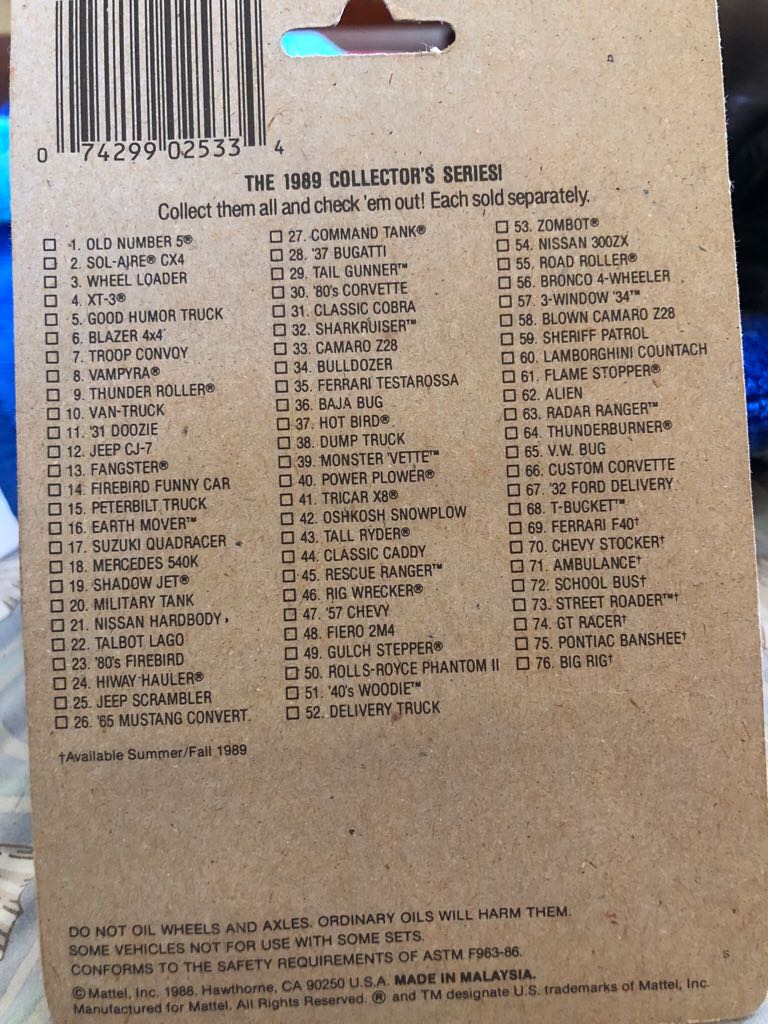 0 74299 02533 4
THE 1989 COLLECTOR'S SERIES!
Collect them all and check 'em out! Each sold separately.
1. OLD NUMBER 5®
2. SOL-AIRE® CX4
3. WHEEL LOADER
4. XT-3®
5. GOOD HUMOR TRUCK
6. BLAZER 4x4
7. TROOP CONVOY
8. VAMPYRA®
9. THUNDER ROLLER®
10. VAN-TRUCK
11. '31 DOOZIE
12. JEEP CJ-7
13. FANGSTER®
14. FIREBIRD FUNNY CAR
15. PETERBILT TRUCK
16. EARTH MOVER™
17. SUZUKI QUADRACER
18. MERCEDES 540K
19. SHADOW JET®
20. MILITARY TANK
21. NISSAN HARDBODY
22. TALBOT LAGO
23. '80's FIREBIRD
24. HIWAY HAULER®
25. JEEP SCRAMBLER
26. '65 MUSTANG CONVERT.
27. COMMAND TANK®
28. '37 BUGATTI
29. TAIL GUNNER™
30. '80's CORVETTE
31. CLASSIC COBRA
32. SHARKRUISER™
33. CAMARO Z28
34. BULLDOZER
35. FERRARI TESTAROSSA
36. BAJA BUG
37. HOT BIRD®
38. DUMP TRUCK
39. MONSTER 'VETTE™
40. POWER PLOWER®
41. TRICAR X8®
42. OSHKOSH SNOWPLOW
43. TALL RYDER®
44. CLASSIC CADDY
45. RESCUE RANGER™
46. RIG WRECKER®
47. '57 CHEVY
48. FIERO 2M4
49. GULCH STEPPER®
50. ROLLS-ROYCE PHANTOM II
51. '40's WOODIE™
52. DELIVERY TRUCK
53. ZOMBOT®
54. NISSAN 300ZX
55. ROAD ROLLER®
56. BRONCO 4-WHEELER
57. 3-WINDOW '34™
58. BLOWN CAMARO Z28
59. SHERIFF PATROL
60. LAMBORGHINI COUNTACH
61. FLAME STOPPER®
62. ALIEN
63. RADAR RANGER™
64. THUNDERBURNER®
65. V.W. BUG
66. CUSTOM CORVETTE
67. '32 FORD DELIVERY
68. T-BUCKET™
69. FERRARI F40†
70. CHEVY STOCKER†
71. AMBULANCE†
72. SCHOOL BUS†
73. STREET ROADER™†
74. GT RACER†
75. PONTIAC BANSHEE†
76. BIG RIG†
†Available Summer/Fall 1989
DO NOT OIL WHEELS AND AXLES. ORDINARY OILS WILL HARM THEM.
SOME VEHICLES NOT FOR USE WITH SOME SETS.
CONFORMS TO THE SAFETY REQUIREMENTS OF ASTM F963-86.
S
© Mattel, Inc. 1988, Hawthorne, CA 90250 U.S.A. MADE IN MALAYSIA.
Manufactured for Mattel. All Rights Reserved. ® and TM designate U.S. trademarks of Mattel, Inc.